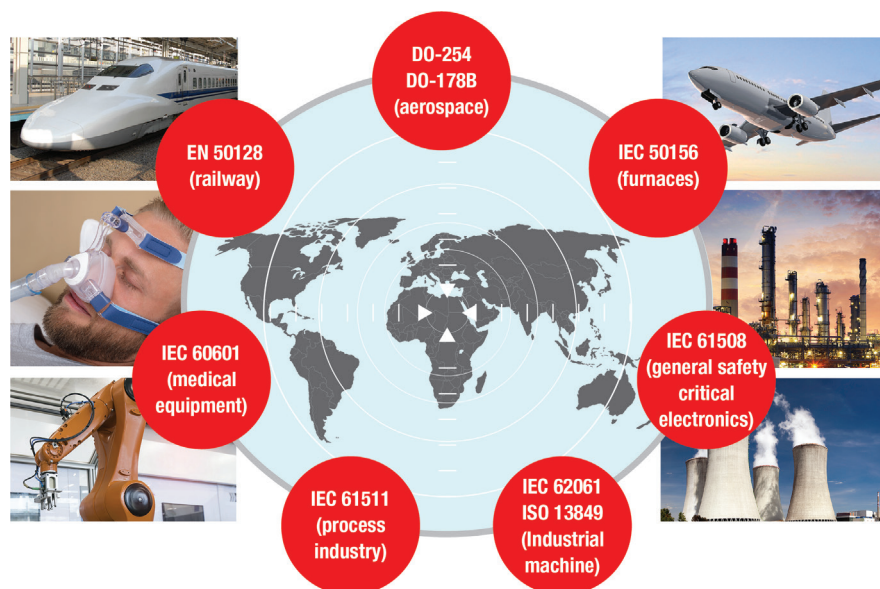 DO-254
DO-178B
(aerospace)
EN 50128
(railway)
IEC 50156
(furnaces)
IEC 60601
(medical
equipment)
IEC 61508
(general safety
critical
electronics)
IEC 61511
(process
industry)
IEC 62061
ISO 13849
(Industrial
machine)